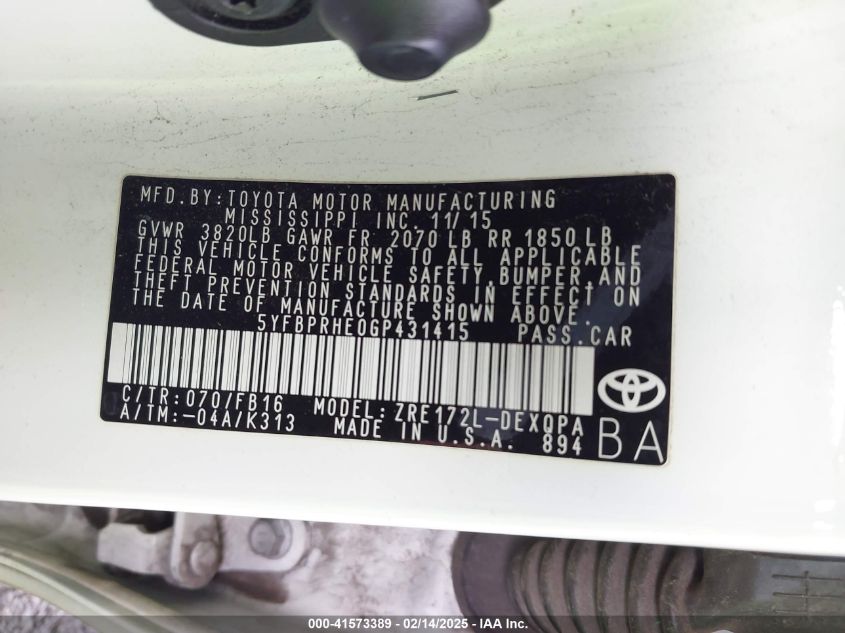 MFD.BY:TOYOTA MOTOR MANUFACTURING
MISSISSIPPI INC. 11/15
GVWR 3820LB GAWR FR 2070 LB RR 1850 LB
THIS VEHICLE CONFORMS TO ALL APPLICABLE
FEDERAL MOTOR VEHICLE SAFETY, BUMPER, AND
THEFT PREVENTION STANDARDS IN EFFECT ON
THE DATE OF MANUFACTURE SHOWN ABOVE.
5YFBPRHE0GP431415 PASS.CAR
C/TR:070/FB16 MODEL:ZRE172L-DEXQPA
A/TM:-04A/K313 MADE IN U.S.A. 894
BA
000-41573389 - 02/14/2025 - IAA Inc.